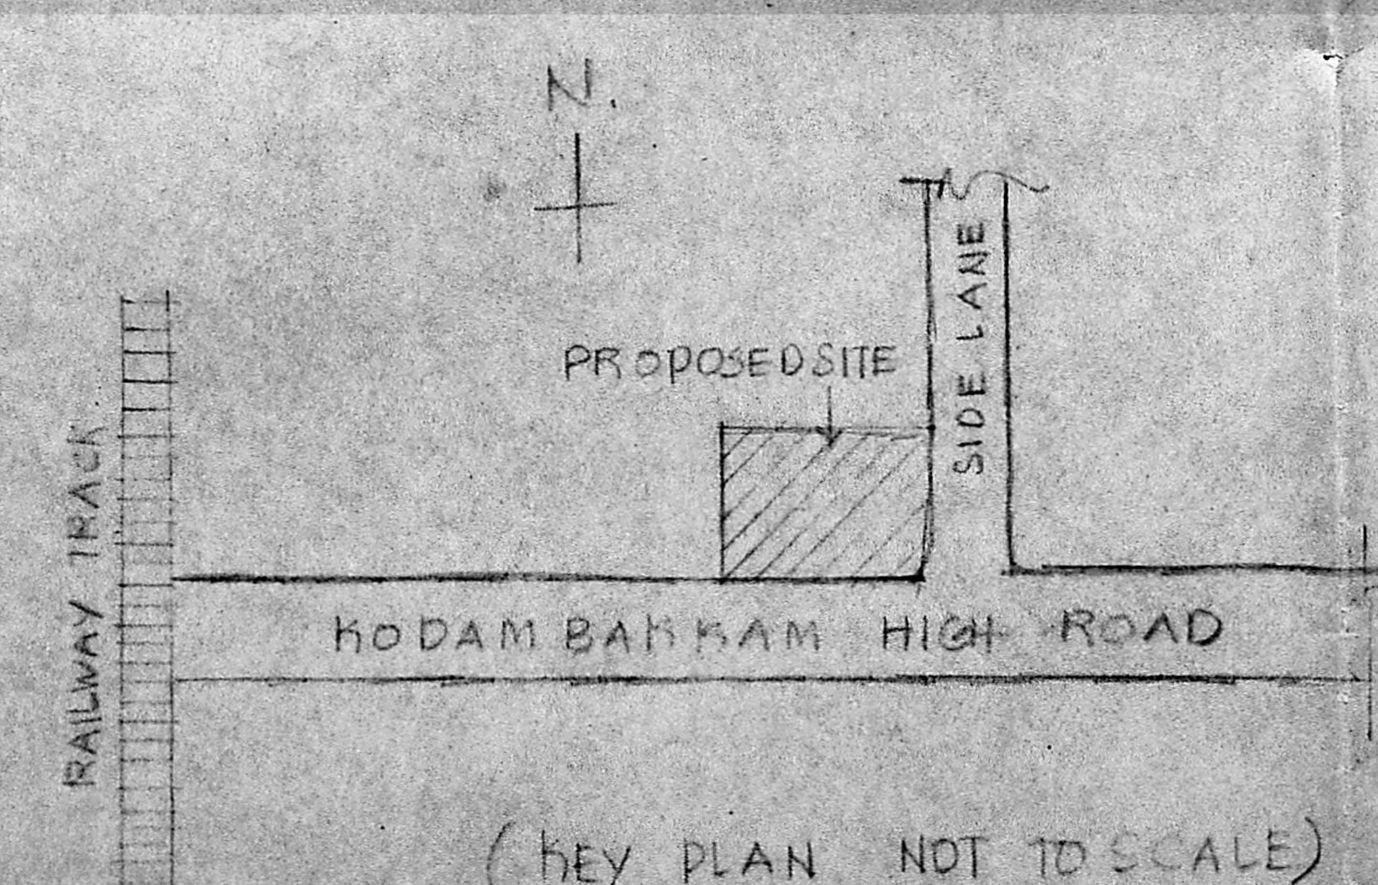 N.
SIDE LANE
PROPOSED SITE
RAILWAY TRACK
KODAMBAKKAM HIGH ROAD
(KEY PLAN NOT TO SCALE)